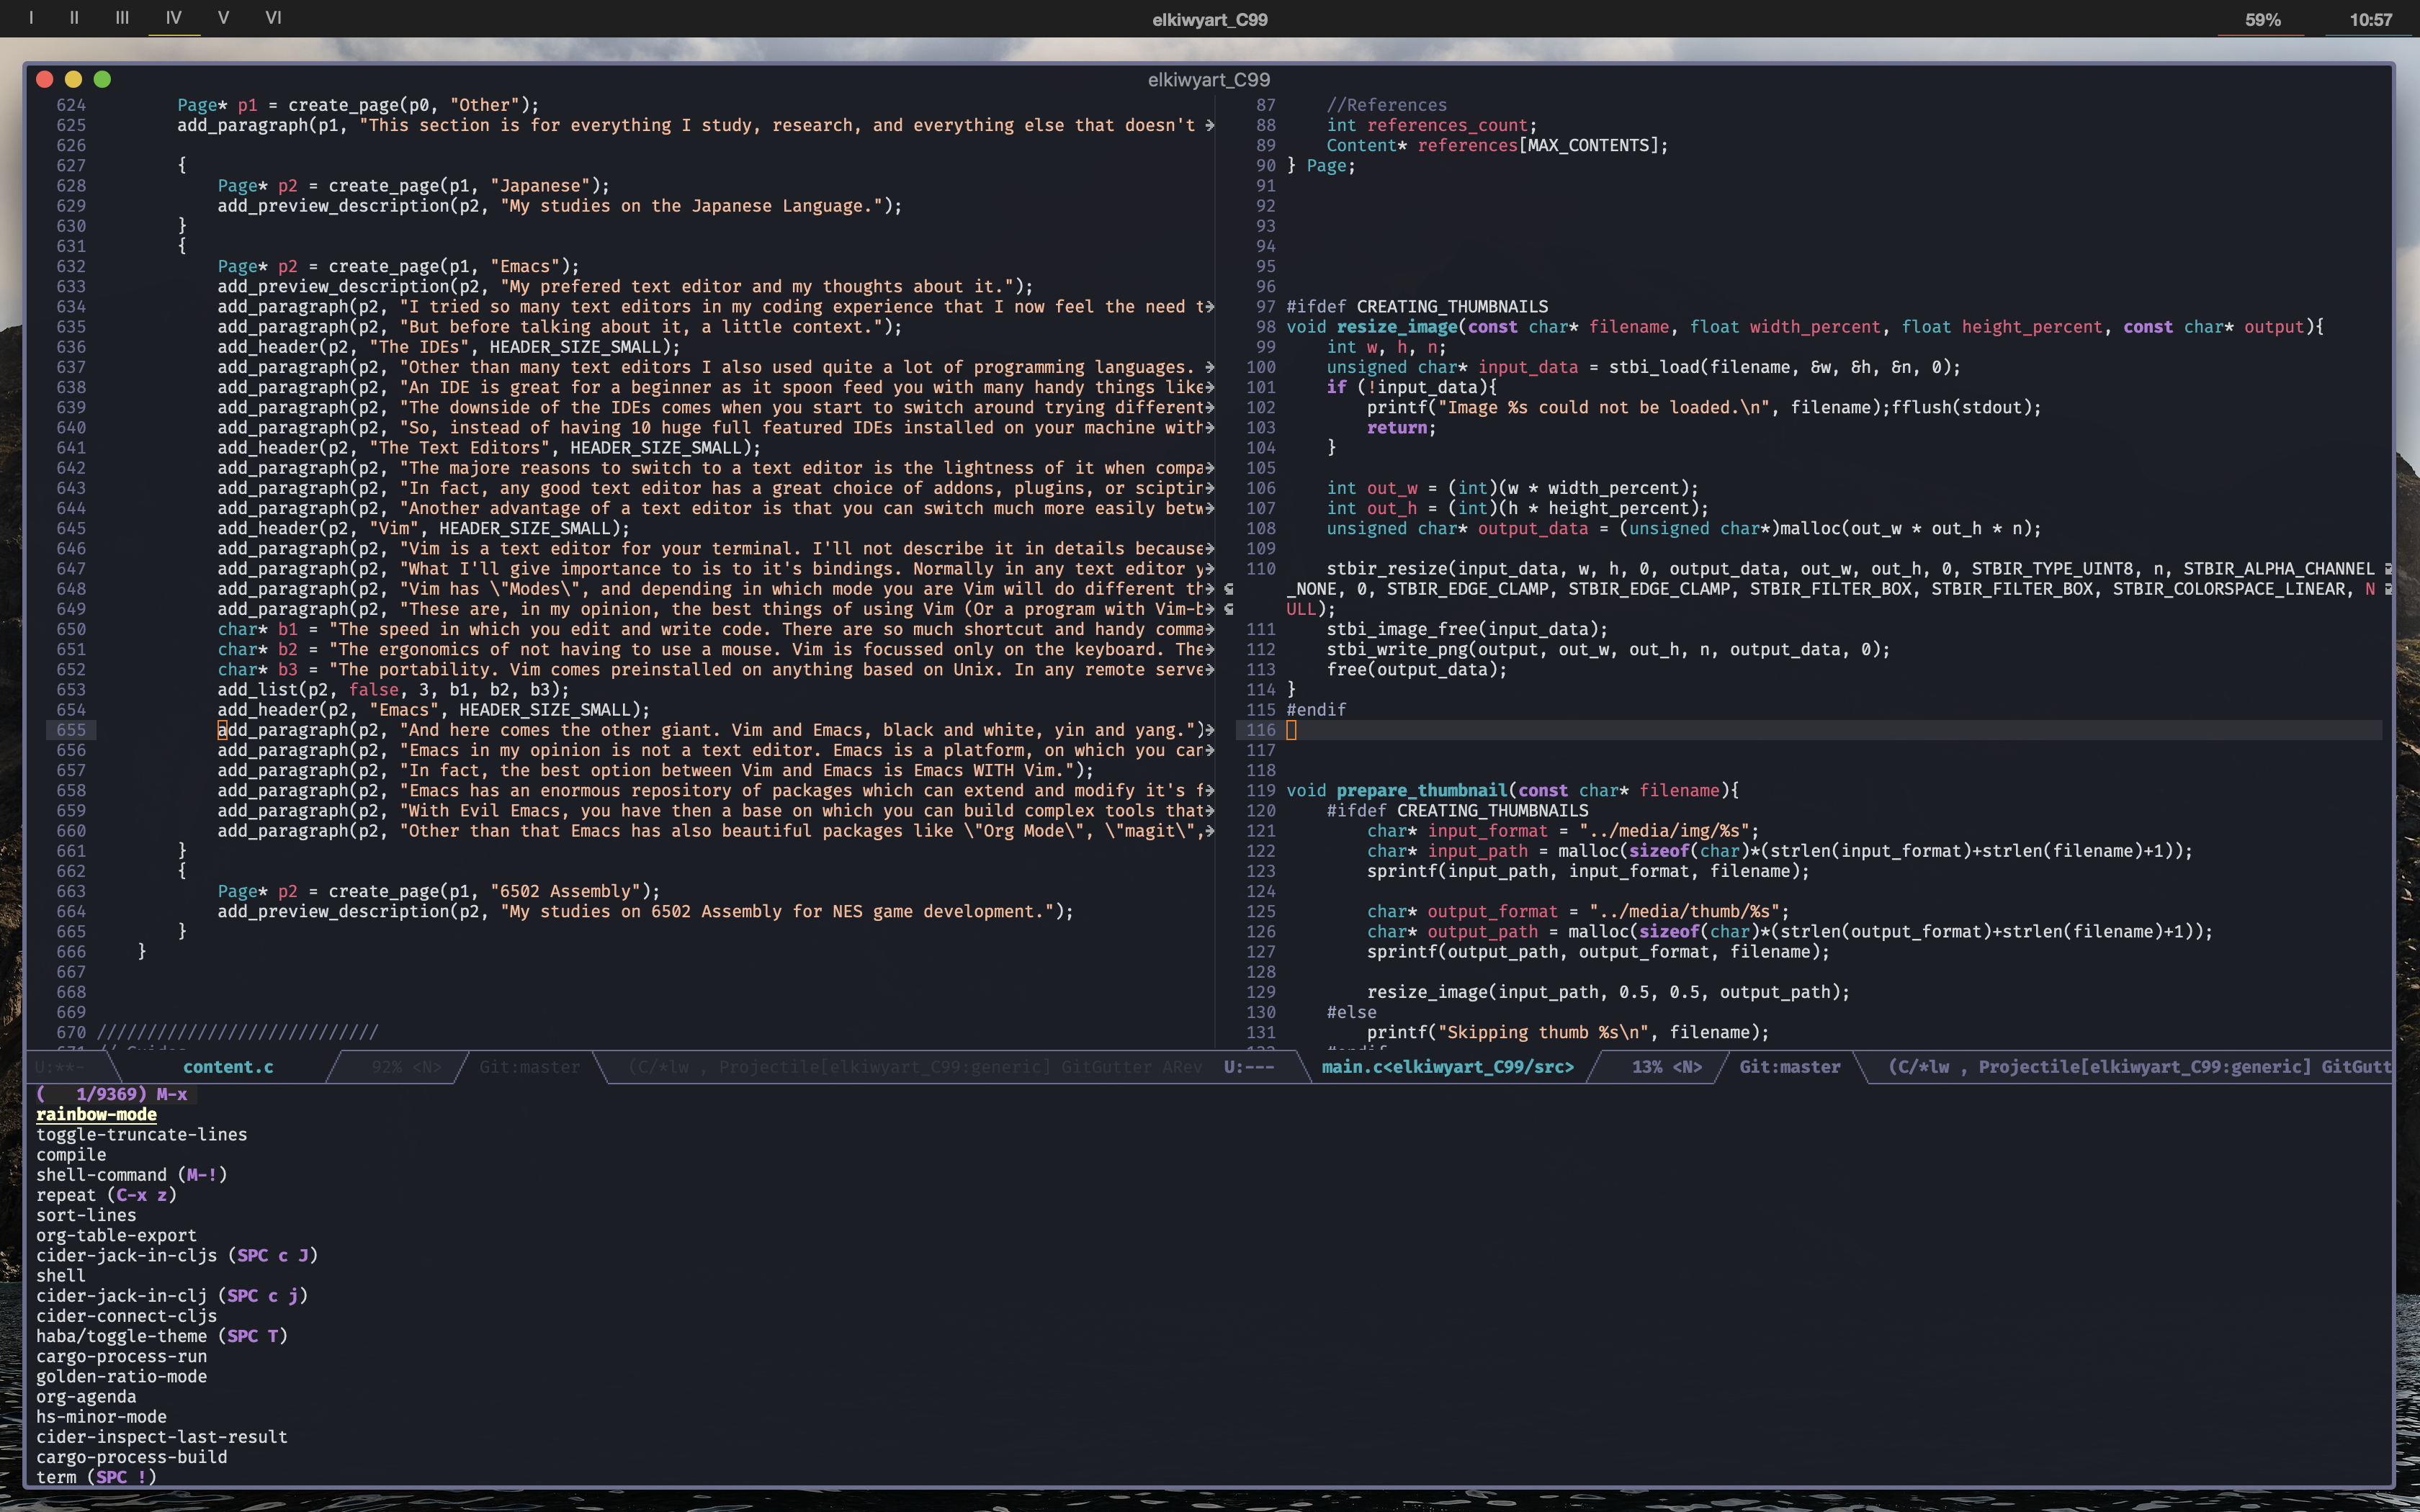 I II III IV V VI
elkiwyart_C99
59% 10:57
elkiwyart_C99
624         Page* p1 = create_page(p0, "Other");
625         add_paragraph(p1, "This section is for everything I study, research, and everything else that doesn't
626
627         {
628             Page* p2 = create_page(p1, "Japanese");
629             add_preview_description(p2, "My studies on the Japanese Language.");
630         }
631         {
632             Page* p2 = create_page(p1, "Emacs");
633             add_preview_description(p2, "My prefered text editor and my thoughts about it.");
634             add_paragraph(p2, "I tried so many text editors in my coding experience that I now feel the need t
635             add_paragraph(p2, "But before talking about it, a little context.");
636             add_header(p2, "The IDEs", HEADER_SIZE_SMALL);
637             add_paragraph(p2, "Other than many text editors I also used quite a lot of programming languages.
638             add_paragraph(p2, "An IDE is great for a beginner as it spoon feed you with many handy things like
639             add_paragraph(p2, "The downside of the IDEs comes when you start to switch around trying different
640             add_paragraph(p2, "So, instead of having 10 huge full featured IDEs installed on your machine with
641             add_header(p2, "The Text Editors", HEADER_SIZE_SMALL);
642             add_paragraph(p2, "The majore reasons to switch to a text editor is the lightness of it when compa
643             add_paragraph(p2, "In fact, any good text editor has a great choice of addons, plugins, or sciptin
644             add_paragraph(p2, "Another advantage of a text editor is that you can switch much more easily betw
645             add_header(p2, "Vim", HEADER_SIZE_SMALL);
646             add_paragraph(p2, "Vim is a text editor for your terminal. I'll not describe it in details because
647             add_paragraph(p2, "What I'll give importance to is to it's bindings. Normally in any text editor y
648             add_paragraph(p2, "Vim has \"Modes\", and depending in which mode you are Vim will do different th
649             add_paragraph(p2, "These are, in my opinion, the best things of using Vim (Or a program with Vim-b
650             char* b1 = "The speed in which you edit and write code. There are so much shortcut and handy comma
651             char* b2 = "The ergonomics of not having to use a mouse. Vim is focussed only on the keyboard. The
652             char* b3 = "The portability. Vim comes preinstalled on anything based on Unix. In any remote serve
653             add_list(p2, false, 3, b1, b2, b3);
654             add_header(p2, "Emacs", HEADER_SIZE_SMALL);
655             add_paragraph(p2, "And here comes the other giant. Vim and Emacs, black and white, yin and yang.")
656             add_paragraph(p2, "Emacs in my opinion is not a text editor. Emacs is a platform, on which you can
657             add_paragraph(p2, "In fact, the best option between Vim and Emacs is Emacs WITH Vim.");
658             add_paragraph(p2, "Emacs has an enormous repository of packages which can extend and modify it's f
659             add_paragraph(p2, "With Evil Emacs, you have then a base on which you can build complex tools that
660             add_paragraph(p2, "Other than that Emacs has also beautiful packages like \"Org Mode\", \"magit\",
661         }
662         {
663             Page* p2 = create_page(p1, "6502 Assembly");
664             add_preview_description(p2, "My studies on 6502 Assembly for NES game development.");
665         }
666     }
667
668
669
670 ////////////////////////////
U:**- content.c 92% <N> Git:master (C/*lw , Projectile[elkiwyart_C99:generic] GitGutter ARev
87     //References
88     int references_count;
89     Content* references[MAX_CONTENTS];
90 } Page;
91
92
93
94
95
96
97 #ifdef CREATING_THUMBNAILS
98 void resize_image(const char* filename, float width_percent, float height_percent, const char* output){
99     int w, h, n;
100     unsigned char* input_data = stbi_load(filename, &w, &h, &n, 0);
101     if (!input_data){
102         printf("Image %s could not be loaded.\n", filename);fflush(stdout);
103         return;
104     }
105
106     int out_w = (int)(w * width_percent);
107     int out_h = (int)(h * height_percent);
108     unsigned char* output_data = (unsigned char*)malloc(out_w * out_h * n);
109
110     stbir_resize(input_data, w, h, 0, output_data, out_w, out_h, 0, STBIR_TYPE_UINT8, n, STBIR_ALPHA_CHANNEL
_NONE, 0, STBIR_EDGE_CLAMP, STBIR_EDGE_CLAMP, STBIR_FILTER_BOX, STBIR_FILTER_BOX, STBIR_COLORSPACE_LINEAR, N
ULL);
111     stbi_image_free(input_data);
112     stbi_write_png(output, out_w, out_h, n, output_data, 0);
113     free(output_data);
114 }
115 #endif
116
117
118
119 void prepare_thumbnail(const char* filename){
120     #ifdef CREATING_THUMBNAILS
121         char* input_format = "../media/img/%s";
122         char* input_path = malloc(sizeof(char)*(strlen(input_format)+strlen(filename)+1));
123         sprintf(input_path, input_format, filename);
124
125         char* output_format = "../media/thumb/%s";
126         char* output_path = malloc(sizeof(char)*(strlen(output_format)+strlen(filename)+1));
127         sprintf(output_path, output_format, filename);
128
129         resize_image(input_path, 0.5, 0.5, output_path);
130     #else
131         printf("Skipping thumb %s\n", filename);
U:--- main.c<elkiwyart_C99/src> 13% <N> Git:master (C/*lw , Projectile[elkiwyart_C99:generic] GitGutt
(   1/9369) M-x
rainbow-mode
toggle-truncate-lines
compile
shell-command (M-!)
repeat (C-x z)
sort-lines
org-table-export
cider-jack-in-cljs (SPC c J)
shell
cider-jack-in-clj (SPC c j)
cider-connect-cljs
haba/toggle-theme (SPC T)
cargo-process-run
golden-ratio-mode
org-agenda
hs-minor-mode
cider-inspect-last-result
cargo-process-build
term (SPC !)